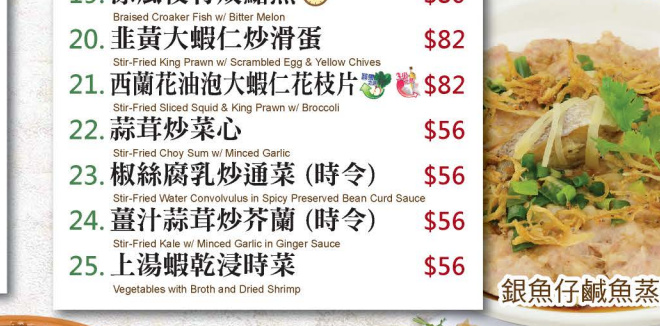 Braised Croaker Fish w/ Bitter Melon
20. 韭黃大蝦仁炒滑蛋 $82
Stir-Fried King Prawn w/ Scrambled Egg & Yellow Chives
21. 西蘭花油泡大蝦仁花枝片 $82
Stir-Fried Sliced Squid & King Prawn w/ Broccoli
22. 蒜茸炒菜心 $56
Stir-Fried Choy Sum w/ Minced Garlic
23. 椒絲腐乳炒通菜 (時令) $56
Stir-Fried Water Convolvulus in Spicy Preserved Bean Curd Sauce
24. 薑汁蒜茸炒芥蘭 (時令) $56
Stir-Fried Kale w/ Minced Garlic in Ginger Sauce
25. 上湯蝦乾浸時菜 $56
Vegetables with Broth and Dried Shrimp
銀魚仔鹹魚蒸